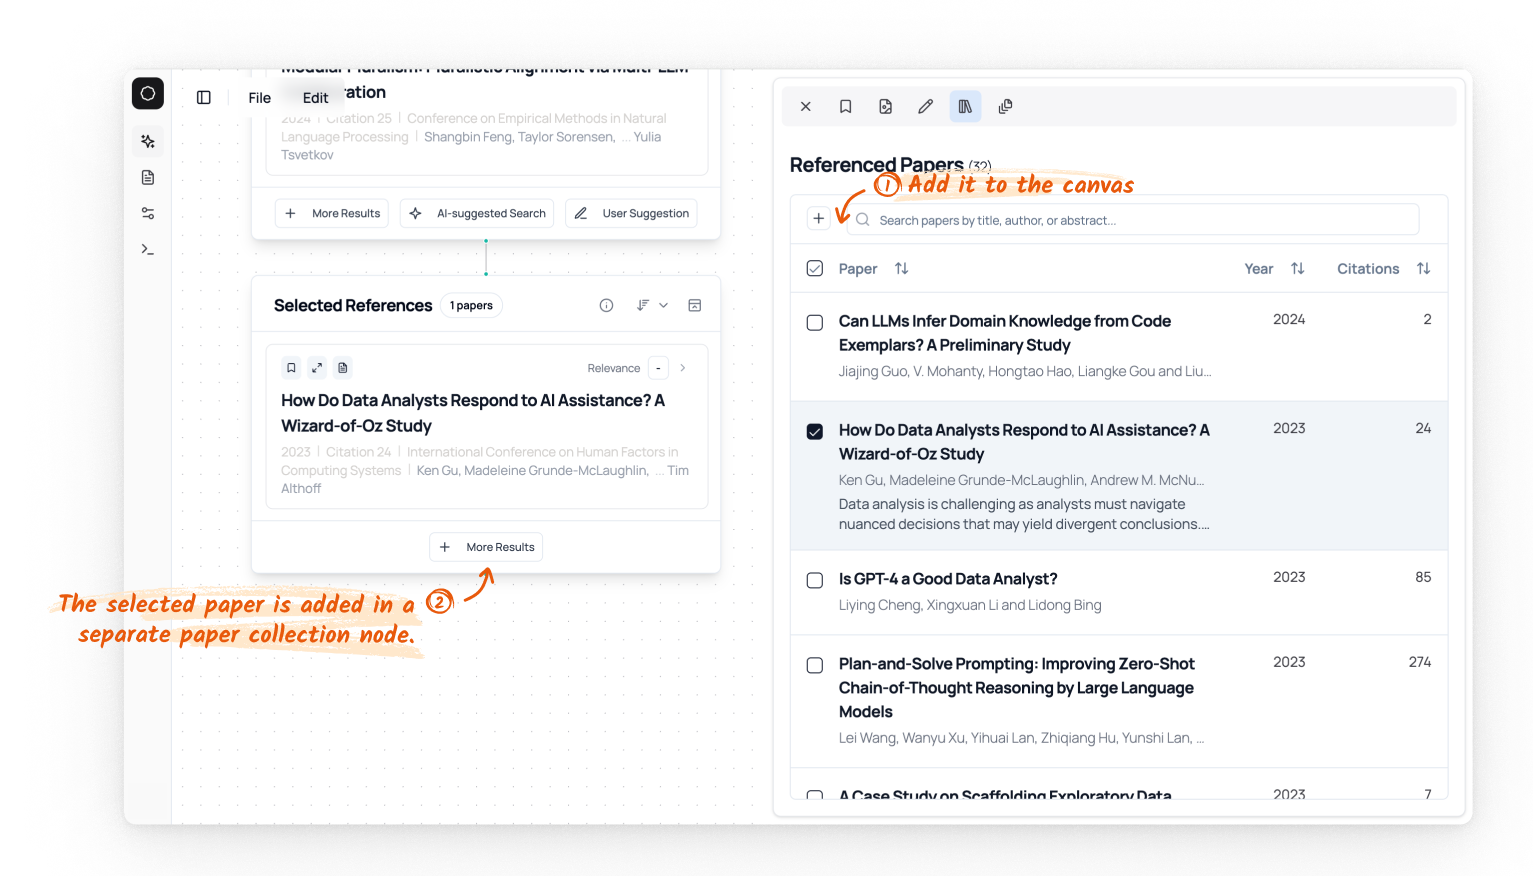 Modular Pluralism: Pluralistic Alignment via Multi-LLM
ration
File
Edit
2024 | Citation 25 | Conference on Empirical Methods in Natural
Language Processing | Shangbin Feng, Taylor Sorensen, ... Yulia
Tsvetkov
More Results
AI-suggested Search
User Suggestion
Selected References
1 papers
Relevance -
How Do Data Analysts Respond to AI Assistance? A
Wizard-of-Oz Study
2023 | Citation 24 | International Conference on Human Factors in
Computing Systems | Ken Gu, Madeleine Grunde-McLaughlin, ... Tim
Althoff
More Results
The selected paper is added in a 2
separate paper collection node.
Referenced Papers (32)
1 Add it to the canvas
Search papers by title, author, or abstract...
Paper Year Citations
Can LLMs Infer Domain Knowledge from Code 2024 2
Exemplars? A Preliminary Study
Jiajing Guo, V. Mohanty, Hongtao Hao, Liangke Gou and Liu...
How Do Data Analysts Respond to AI Assistance? A 2023 24
Wizard-of-Oz Study
Ken Gu, Madeleine Grunde-McLaughlin, Andrew M. McNu...
Data analysis is challenging as analysts must navigate
nuanced decisions that may yield divergent conclusions....
Is GPT-4 a Good Data Analyst? 2023 85
Liying Cheng, Xingxuan Li and Lidong Bing
Plan-and-Solve Prompting: Improving Zero-Shot 2023 274
Chain-of-Thought Reasoning by Large Language
Models
Lei Wang, Wanyu Xu, Yihuai Lan, Zhiqiang Hu, Yunshi Lan, ...
A Case Study on Scaffolding Exploratory Data 2023 7